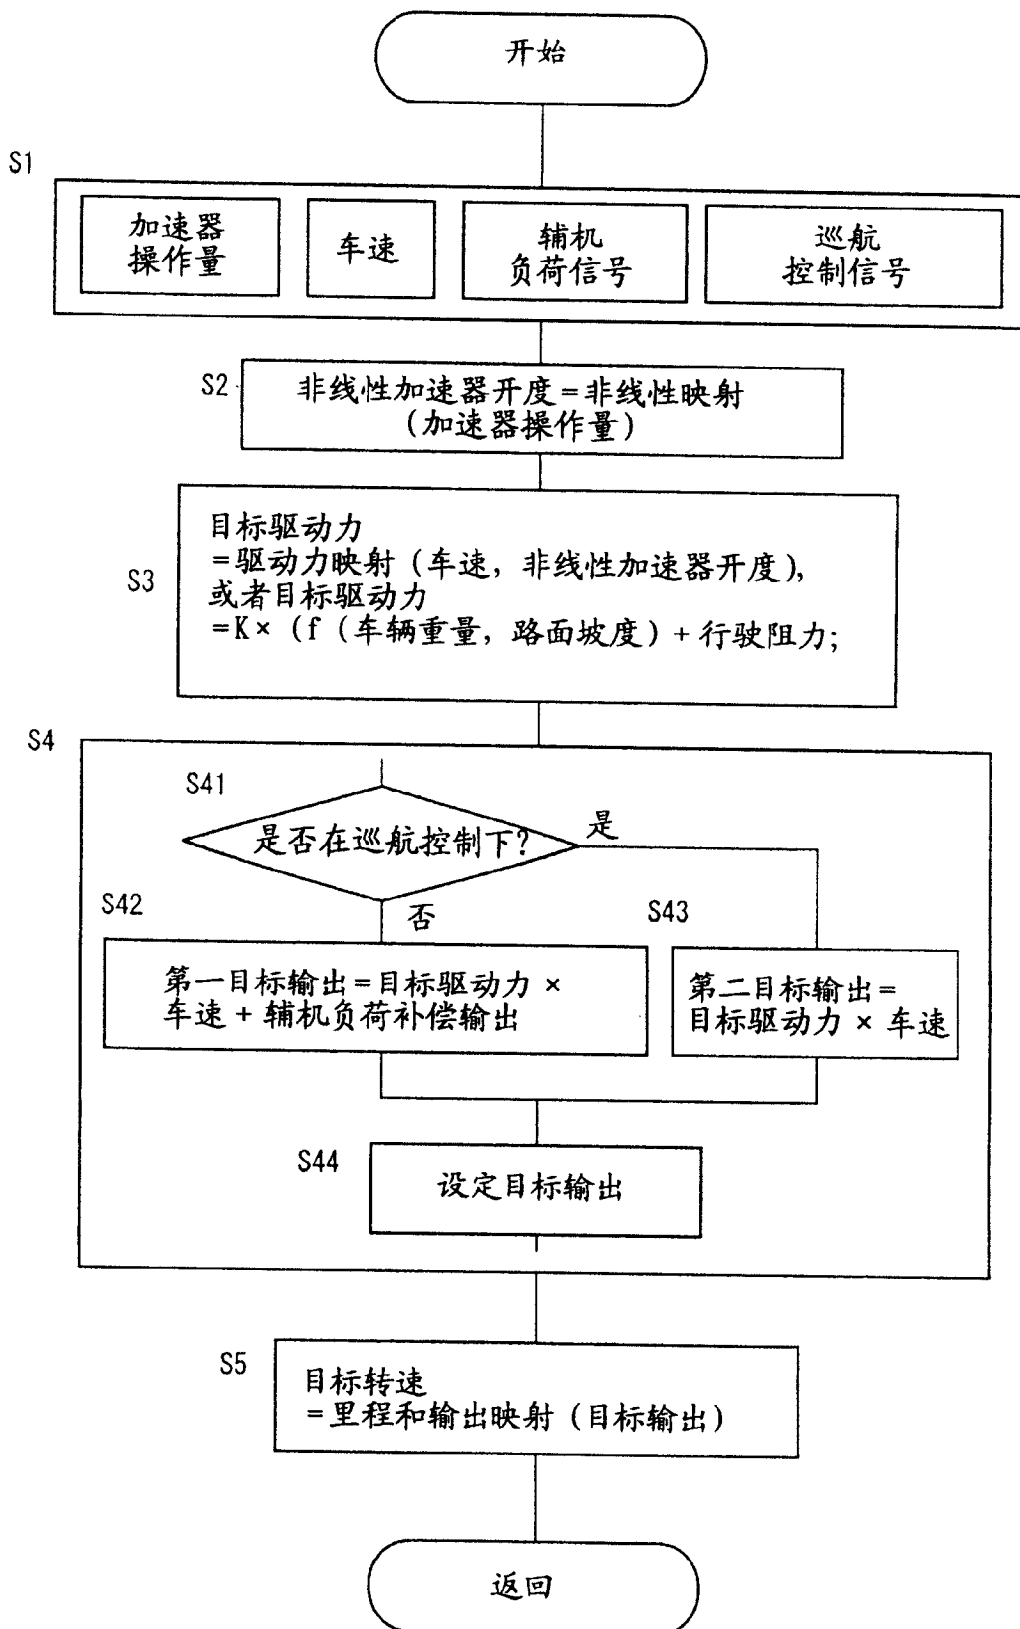 开始
S1
加速器
操作量
车速
辅机
负荷信号
巡航
控制信号
S2
非线性加速器开度=非线性映射
(加速器操作量)
S3
目标驱动力
=驱动力映射(车速,非线性加速器开度),
或者目标驱动力
=K×(f(车辆重量,路面坡度)+行驶阻力;
S4
S41
是否在巡航控制下?
是
否
S42
第一目标输出=目标驱动力×
车速+辅机负荷补偿输出
S43
第二目标输出=
目标驱动力×车速
S44
设定目标输出
S5
目标转速
=里程和输出映射(目标输出)
返回